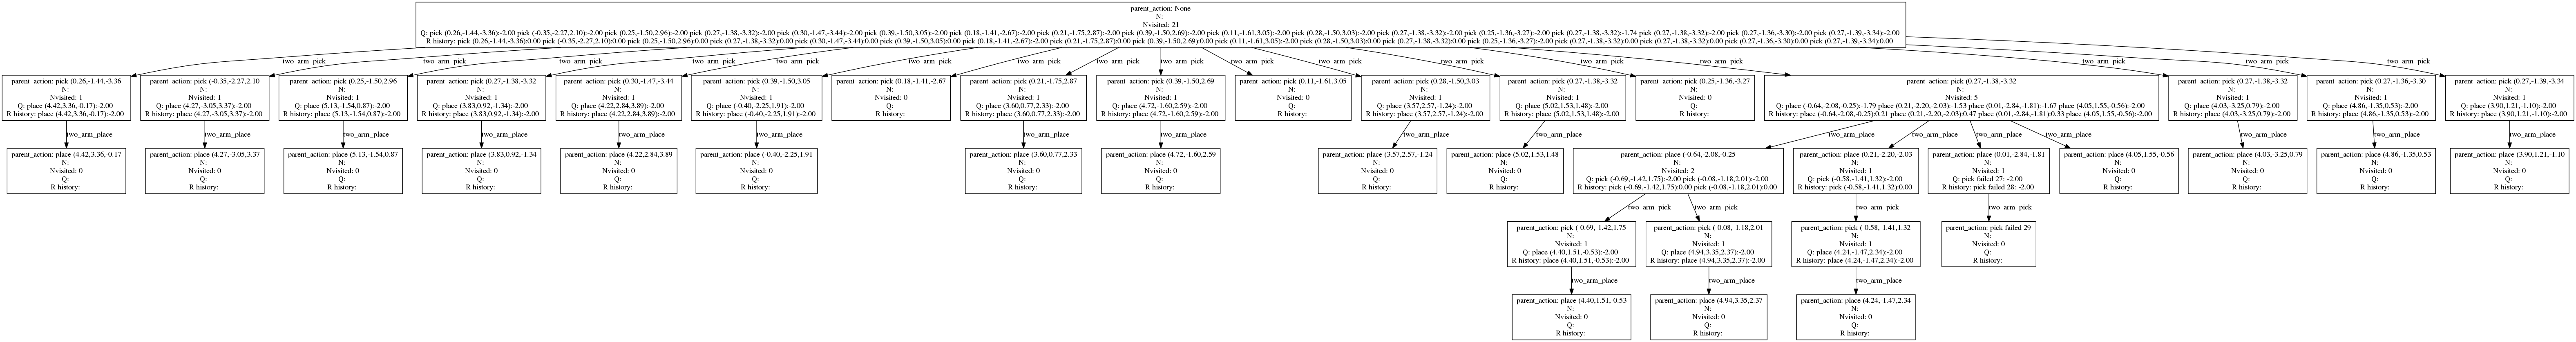 parent_action: None
N:
Nvisited: 21
Q: pick (0.26,-1.44,-3.36):-2.00 pick (-0.35,-2.27,2.10):-2.00 pick (0.25,-1.50,2.96):-2.00 pick (0.27,-1.38,-3.32):-2.00 pick (0.30,-1.47,-3.44):-2.00 pick (0.39,-1.50,3.05):-2.00 pick (0.18,-1.41,-2.67):-2.00 pick (0.21,-1.75,2.87):-2.00 pick (0.39,-1.50,2.69):-2.00 pick (0.11,-1.61,3.05):-2.00 pick (0.28,-1.50,3.03):-2.00 pick (0.27,-1.38,-3.32):-2.00 pick (0.25,-1.36,-3.27):-2.00 pick (0.27,-1.38,-3.32):-1.74 pick (0.27,-1.38,-3.32):-2.00 pick (0.27,-1.36,-3.30):-2.00 pick (0.27,-1.39,-3.34):-2.00
R history: pick (0.26,-1.44,-3.36):0.00 pick (-0.35,-2.27,2.10):0.00 pick (0.25,-1.50,2.96):0.00 pick (0.27,-1.38,-3.32):0.00 pick (0.30,-1.47,-3.44):0.00 pick (0.39,-1.50,3.05):0.00 pick (0.18,-1.41,-2.67):-2.00 pick (0.21,-1.75,2.87):0.00 pick (0.39,-1.50,2.69):0.00 pick (0.11,-1.61,3.05):-2.00 pick (0.28,-1.50,3.03):0.00 pick (0.27,-1.38,-3.32):0.00 pick (0.25,-1.36,-3.27):-2.00 pick (0.27,-1.38,-3.32):0.00 pick (0.27,-1.38,-3.32):0.00 pick (0.27,-1.36,-3.30):0.00 pick (0.27,-1.39,-3.34):0.00
two_arm_pick two_arm_pick two_arm_pick two_arm_pick two_arm_pick two_arm_pick two_arm_pick two_arm_pick two_arm_pick two_arm_pick two_arm_pick two_arm_pick two_arm_pick two_arm_pick two_arm_pick two_arm_pick two_arm_pick
parent_action: pick (0.26,-1.44,-3.36
N:
Nvisited: 1
Q: place (4.42,3.36,-0.17):-2.00
R history: place (4.42,3.36,-0.17):-2.00
parent_action: pick (-0.35,-2.27,2.10
N:
Nvisited: 1
Q: place (4.27,-3.05,3.37):-2.00
R history: place (4.27,-3.05,3.37):-2.00
parent_action: pick (0.25,-1.50,2.96
N:
Nvisited: 1
Q: place (5.13,-1.54,0.87):-2.00
R history: place (5.13,-1.54,0.87):-2.00
parent_action: pick (0.27,-1.38,-3.32
N:
Nvisited: 1
Q: place (3.83,0.92,-1.34):-2.00
R history: place (3.83,0.92,-1.34):-2.00
parent_action: pick (0.30,-1.47,-3.44
N:
Nvisited: 1
Q: place (4.22,2.84,3.89):-2.00
R history: place (4.22,2.84,3.89):-2.00
parent_action: pick (0.39,-1.50,3.05
N:
Nvisited: 1
Q: place (-0.40,-2.25,1.91):-2.00
R history: place (-0.40,-2.25,1.91):-2.00
parent_action: pick (0.18,-1.41,-2.67
N:
Nvisited: 0
Q:
R history:
parent_action: pick (0.21,-1.75,2.87
N:
Nvisited: 1
Q: place (3.60,0.77,2.33):-2.00
R history: place (3.60,0.77,2.33):-2.00
parent_action: pick (0.39,-1.50,2.69
N:
Nvisited: 1
Q: place (4.72,-1.60,2.59):-2.00
R history: place (4.72,-1.60,2.59):-2.00
parent_action: pick (0.11,-1.61,3.05
N:
Nvisited: 0
Q:
R history:
parent_action: pick (0.28,-1.50,3.03
N:
Nvisited: 1
Q: place (3.57,2.57,-1.24):-2.00
R history: place (3.57,2.57,-1.24):-2.00
parent_action: pick (0.27,-1.38,-3.32
N:
Nvisited: 1
Q: place (5.02,1.53,1.48):-2.00
R history: place (5.02,1.53,1.48):-2.00
parent_action: pick (0.25,-1.36,-3.27
N:
Nvisited: 0
Q:
R history:
parent_action: pick (0.27,-1.38,-3.32
N:
Nvisited: 5
Q: place (-0.64,-2.08,-0.25):-1.79 place (0.21,-2.20,-2.03):-1.53 place (0.01,-2.84,-1.81):-1.67 place (4.05,1.55,-0.56):-2.00
R history: place (-0.64,-2.08,-0.25):0.21 place (0.21,-2.20,-2.03):0.47 place (0.01,-2.84,-1.81):0.33 place (4.05,1.55,-0.56):-2.00
parent_action: pick (0.27,-1.38,-3.32
N:
Nvisited: 1
Q: place (4.03,-3.25,0.79):-2.00
R history: place (4.03,-3.25,0.79):-2.00
parent_action: pick (0.27,-1.36,-3.30
N:
Nvisited: 1
Q: place (4.86,-1.35,0.53):-2.00
R history: place (4.86,-1.35,0.53):-2.00
parent_action: pick (0.27,-1.39,-3.34
N:
Nvisited: 1
Q: place (3.90,1.21,-1.10):-2.00
R history: place (3.90,1.21,-1.10):-2.00
two_arm_place two_arm_place two_arm_place two_arm_place two_arm_place two_arm_place two_arm_place two_arm_place two_arm_place two_arm_place two_arm_place two_arm_place two_arm_place two_arm_place two_arm_place two_arm_place two_arm_place
parent_action: place (4.42,3.36,-0.17
N:
Nvisited: 0
Q:
R history:
parent_action: place (4.27,-3.05,3.37
N:
Nvisited: 0
Q:
R history:
parent_action: place (5.13,-1.54,0.87
N:
Nvisited: 0
Q:
R history:
parent_action: place (3.83,0.92,-1.34
N:
Nvisited: 0
Q:
R history:
parent_action: place (4.22,2.84,3.89
N:
Nvisited: 0
Q:
R history:
parent_action: place (-0.40,-2.25,1.91
N:
Nvisited: 0
Q:
R history:
parent_action: place (3.60,0.77,2.33
N:
Nvisited: 0
Q:
R history:
parent_action: place (4.72,-1.60,2.59
N:
Nvisited: 0
Q:
R history:
parent_action: place (3.57,2.57,-1.24
N:
Nvisited: 0
Q:
R history:
parent_action: place (5.02,1.53,1.48
N:
Nvisited: 0
Q:
R history:
parent_action: place (-0.64,-2.08,-0.25
N:
Nvisited: 2
Q: pick (-0.69,-1.42,1.75):-2.00 pick (-0.08,-1.18,2.01):-2.00
R history: pick (-0.69,-1.42,1.75):0.00 pick (-0.08,-1.18,2.01):0.00
parent_action: place (0.21,-2.20,-2.03
N:
Nvisited: 1
Q: pick (-0.58,-1.41,1.32):-2.00
R history: pick (-0.58,-1.41,1.32):0.00
parent_action: place (0.01,-2.84,-1.81
N:
Nvisited: 1
Q: pick failed 27: -2.00
R history: pick failed 28: -2.00
parent_action: place (4.05,1.55,-0.56
N:
Nvisited: 0
Q:
R history:
parent_action: place (4.03,-3.25,0.79
N:
Nvisited: 0
Q:
R history:
parent_action: place (4.86,-1.35,0.53
N:
Nvisited: 0
Q:
R history:
parent_action: place (3.90,1.21,-1.10
N:
Nvisited: 0
Q:
R history:
two_arm_pick two_arm_pick two_arm_pick two_arm_pick
parent_action: pick (-0.69,-1.42,1.75
N:
Nvisited: 1
Q: place (4.40,1.51,-0.53):-2.00
R history: place (4.40,1.51,-0.53):-2.00
parent_action: pick (-0.08,-1.18,2.01
N:
Nvisited: 1
Q: place (4.94,3.35,2.37):-2.00
R history: place (4.94,3.35,2.37):-2.00
parent_action: pick (-0.58,-1.41,1.32
N:
Nvisited: 1
Q: place (4.24,-1.47,2.34):-2.00
R history: place (4.24,-1.47,2.34):-2.00
parent_action: pick failed 29
N:
Nvisited: 0
Q:
R history:
two_arm_place two_arm_place two_arm_place
parent_action: place (4.40,1.51,-0.53
N:
Nvisited: 0
Q:
R history:
parent_action: place (4.94,3.35,2.37
N:
Nvisited: 0
Q:
R history:
parent_action: place (4.24,-1.47,2.34
N:
Nvisited: 0
Q:
R history: